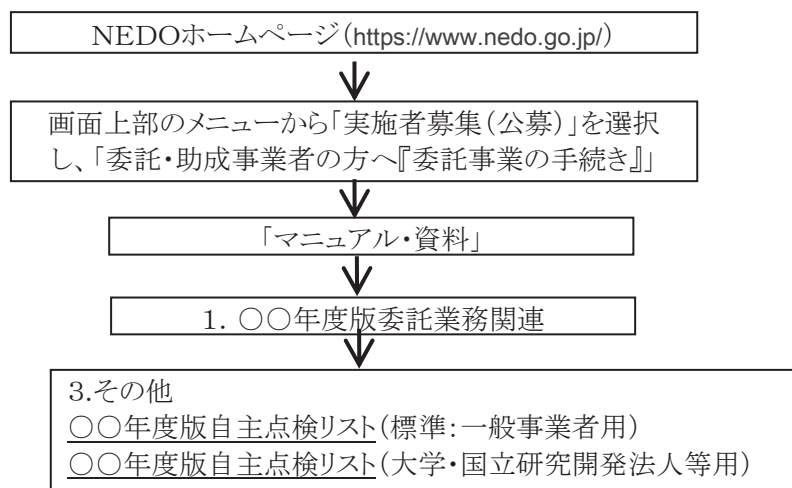 NEDOホームページ(https://www.nedo.go.jp/)
画面上部のメニューから「実施者募集(公募)」を選択
し、「委託・助成事業者の方へ『委託事業の手続き』」
「マニュアル・資料」
1. ○○年度版委託業務関連
3.その他
○○年度版自主点検リスト(標準:一般事業者用)
○○年度版自主点検リスト(大学・国立研究開発法人等用)